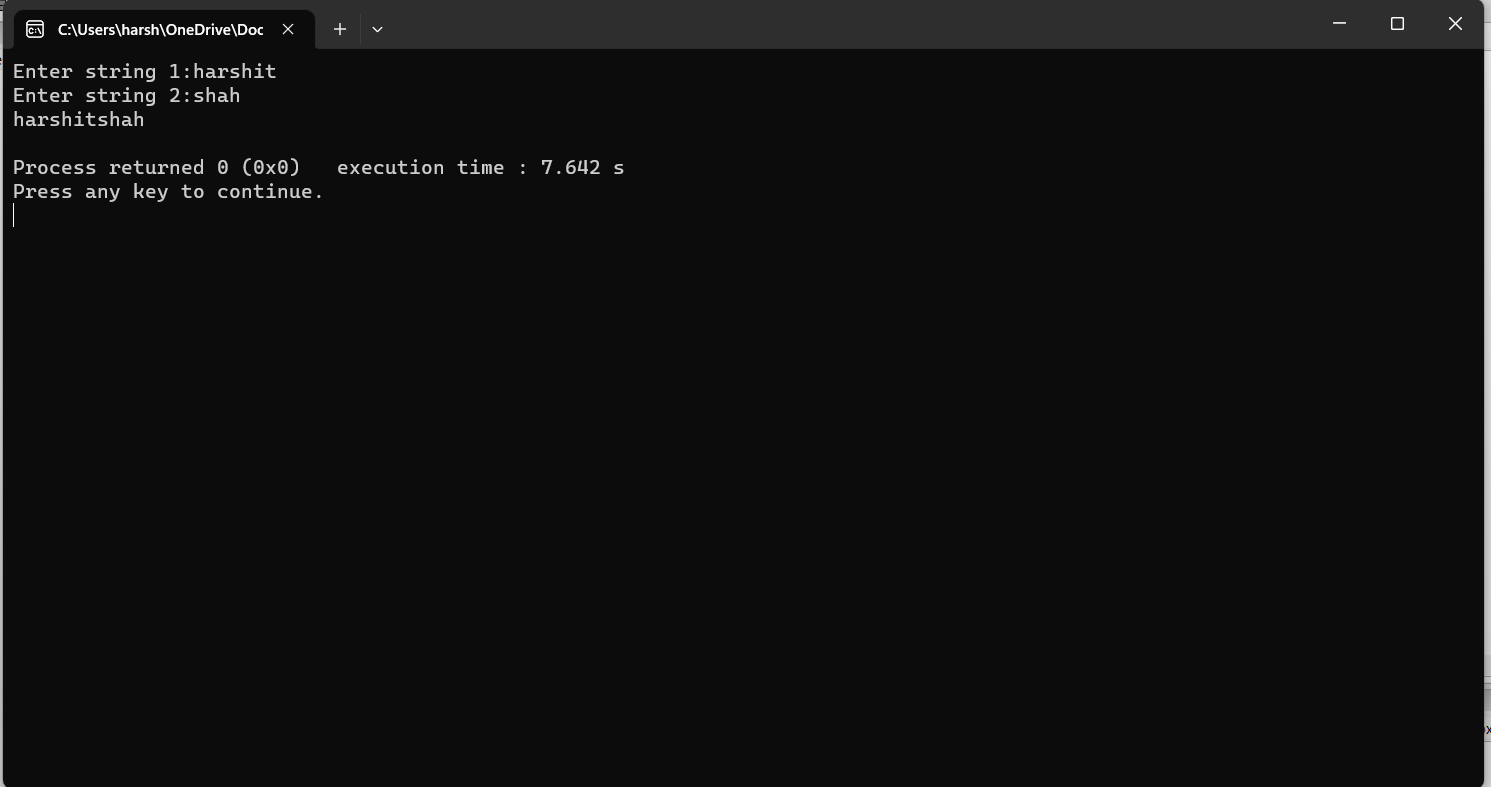 C:\Users\harsh\OneDrive\Doc
Enter string 1:harshit
Enter string 2:shah
harshitshah
Process returned 0 (0x0)   execution time : 7.642 s
Press any key to continue.